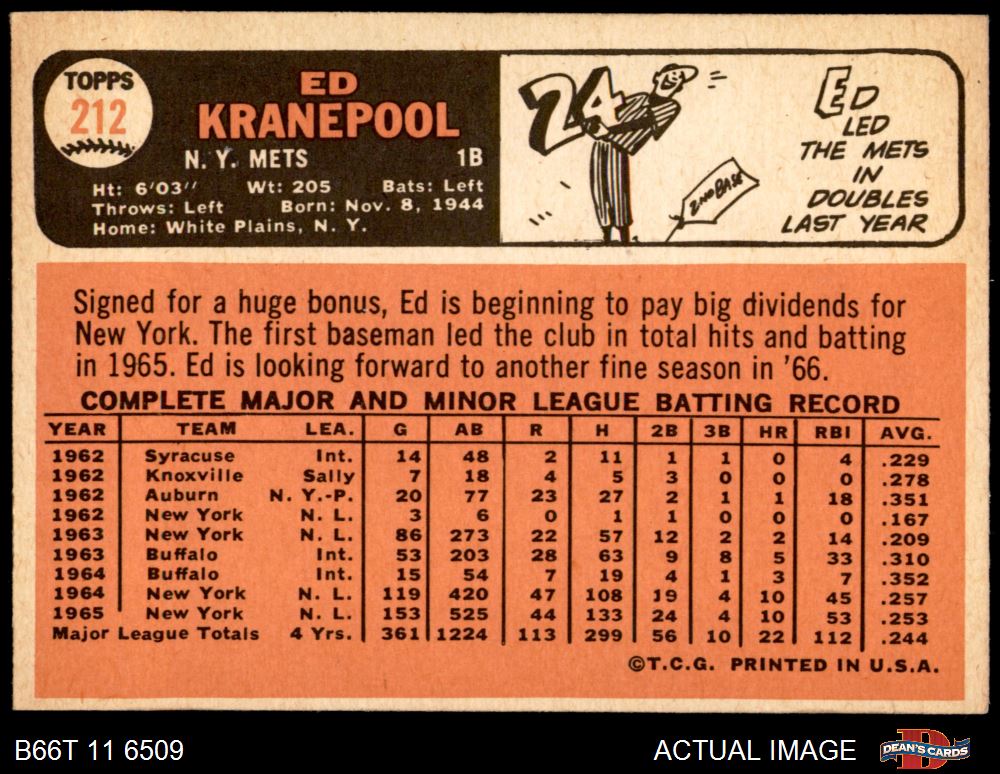 TOPPS
212
ED
KRANEPOOL
N. Y. METS 1B
Ht: 6'03" Wt: 205 Bats: Left
Throws: Left Born: Nov. 8, 1944
Home: White Plains, N. Y.
24
2ND BASE
ED
LED
THE METS
IN
DOUBLES
LAST YEAR
Signed for a huge bonus, Ed is beginning to pay big dividends for
New York. The first baseman led the club in total hits and batting
in 1965. Ed is looking forward to another fine season in '66.
COMPLETE MAJOR AND MINOR LEAGUE BATTING RECORD
YEAR TEAM LEA. G AB R H 2B 3B HR RBI AVG.
1962 Syracuse Int. 14 48 2 11 1 1 0 4 .229
1962 Knoxville Sally 7 18 4 5 3 0 0 0 .278
1962 Auburn N. Y.-P. 20 77 23 27 2 1 1 18 .351
1962 New York N. L. 3 6 0 1 1 0 0 0 .167
1963 New York N. L. 86 273 22 57 12 2 2 14 .209
1963 Buffalo Int. 53 203 28 63 9 8 5 33 .310
1964 Buffalo Int. 15 54 7 19 4 1 3 7 .352
1964 New York N. L. 119 420 47 108 19 4 10 45 .257
1965 New York N. L. 153 525 44 133 24 4 10 53 .253
Major League Totals 4 Yrs. 361 1224 113 299 56 10 22 112 .244
©T.C.G. PRINTED IN U.S.A.
B66T 11 6509
ACTUAL IMAGE
DEAN'S CARDS